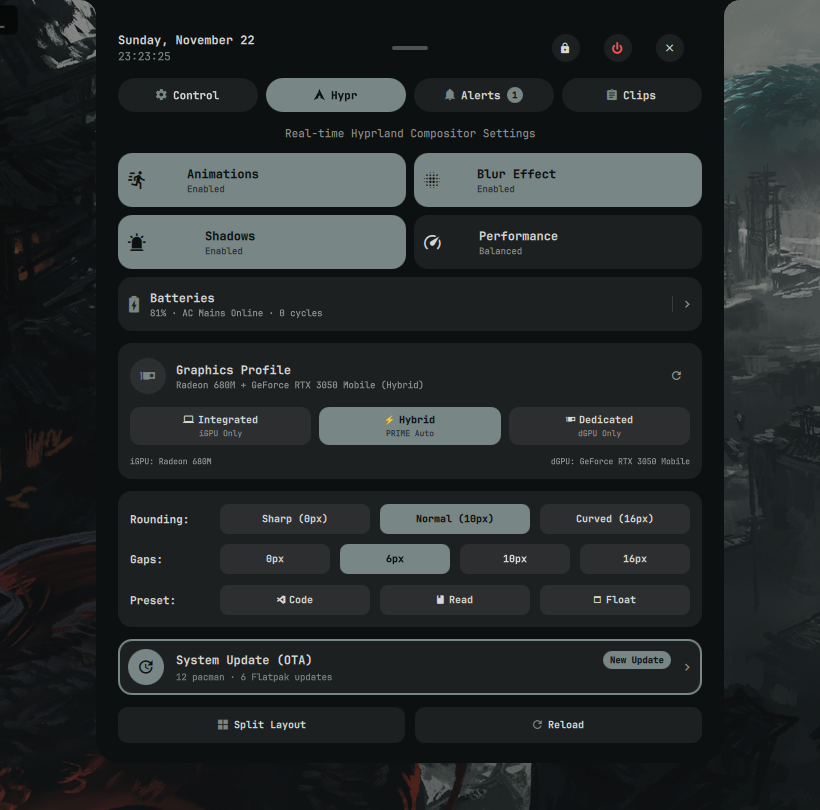 Sunday, November 22
23:23:25
Control
Hypr
Alerts 1
Clips
Real-time Hyprland Compositor Settings
Animations
Enabled
Blur Effect
Enabled
Shadows
Enabled
Performance
Balanced
Batteries
81% · AC Mains Online · 0 cycles
Graphics Profile
Radeon 680M + GeForce RTX 3050 Mobile (Hybrid)
Integrated
iGPU Only
⚡ Hybrid
PRIME Auto
Dedicated
dGPU Only
iGPU: Radeon 680M
dGPU: GeForce RTX 3050 Mobile
Rounding: Sharp (0px) Normal (10px) Curved (16px)
Gaps: 0px 6px 10px 16px
Preset: Code Read Float
System Update (OTA)
New Update
12 pacman · 6 Flatpak updates
Split Layout
Reload